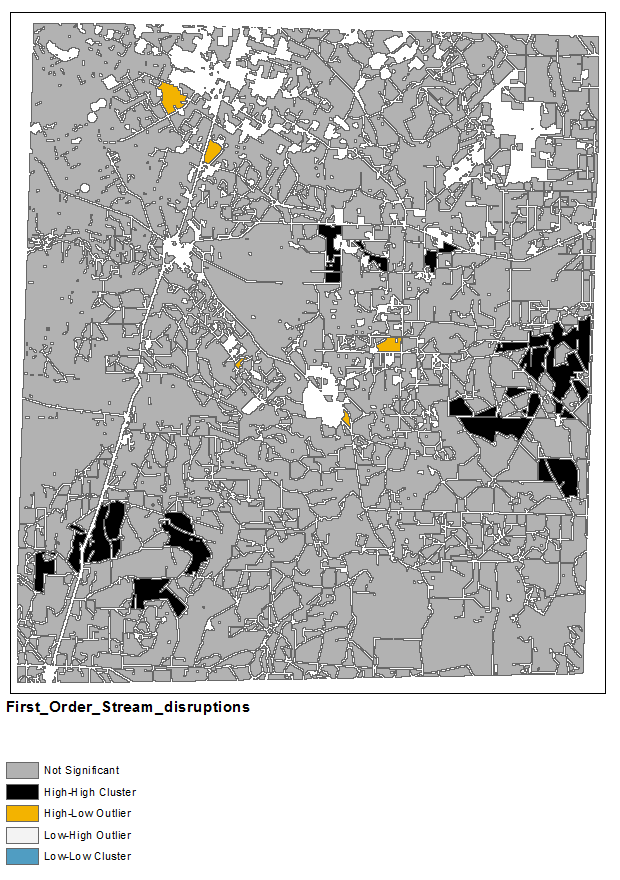 First_Order_Stream_disruptions
Not Significant
High-High Cluster
High-Low Outlier
Low-High Outlier
Low-Low Cluster